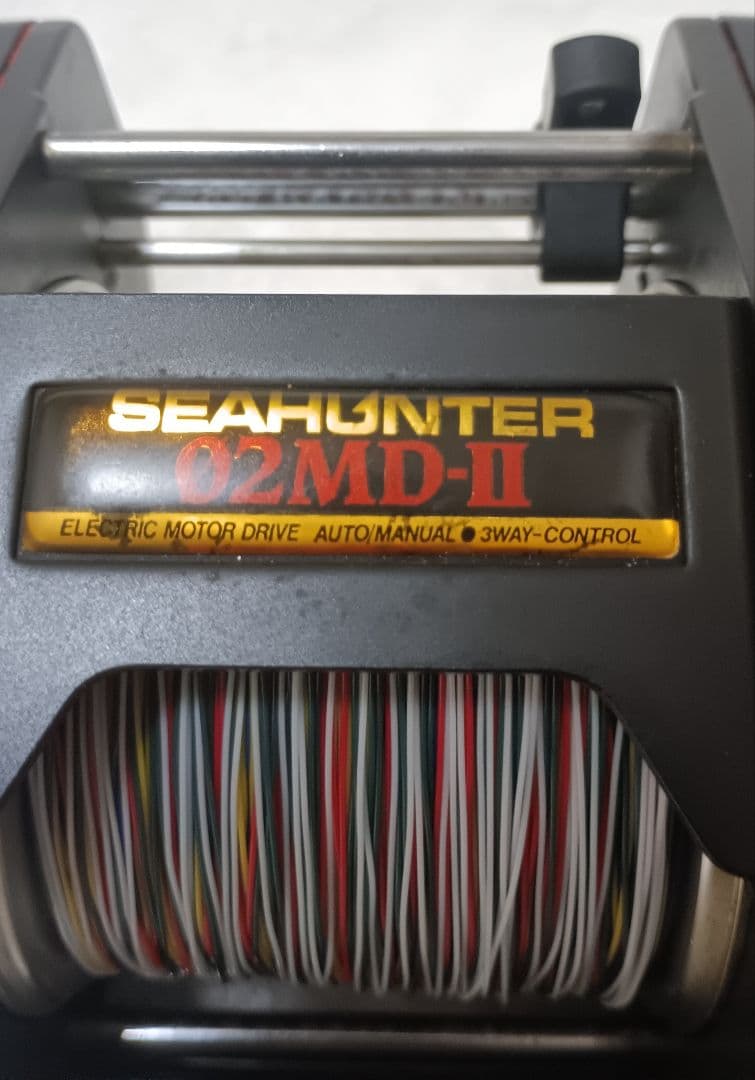 SEAHUNTER
02MD-II
ELECTRIC MOTOR DRIVE AUTO/MANUAL ● 3WAY-CONTROL